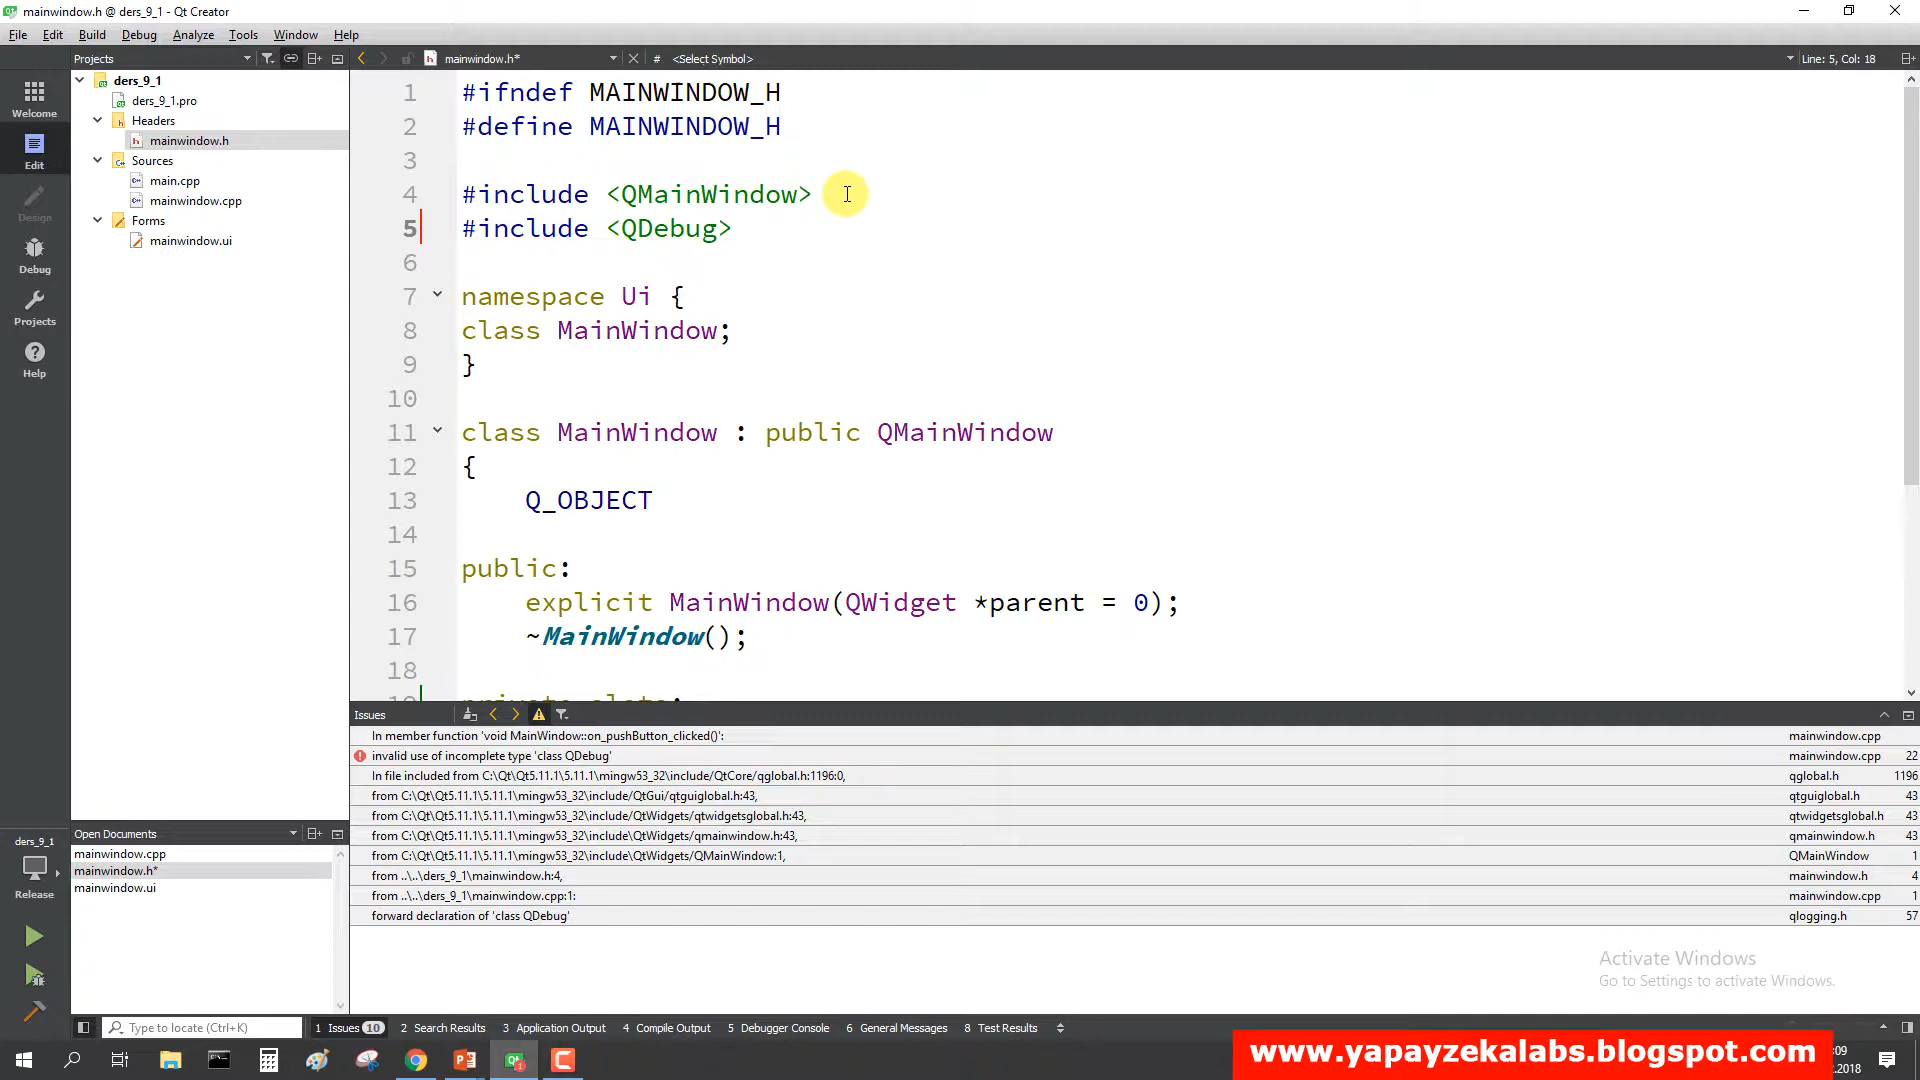 mainwindow.h @ ders_9_1 - Qt Creator
File Edit Build Debug Analyze Tools Window Help
Projects
mainwindow.h*
# <Select Symbol>
Line: 5, Col: 18
Welcome
Edit
Design
Debug
Projects
Help
ders_9_1
ders_9_1.pro
Headers
mainwindow.h
Sources
main.cpp
mainwindow.cpp
Forms
mainwindow.ui
1 #ifndef MAINWINDOW_H
2 #define MAINWINDOW_H
3
4 #include <QMainWindow>
5 #include <QDebug>
6
7 namespace Ui {
8 class MainWindow;
9 }
10
11 class MainWindow : public QMainWindow
12 {
13 Q_OBJECT
14
15 public:
16 explicit MainWindow(QWidget *parent = 0);
17 ~MainWindow();
18
Issues
In member function 'void MainWindow::on_pushButton_clicked()': mainwindow.cpp
invalid use of incomplete type 'class QDebug' mainwindow.cpp 22
In file included from C:\Qt\Qt5.11.1\5.11.1\mingw53_32\include/QtCore/qglobal.h:1196:0, qglobal.h 1196
from C:\Qt\Qt5.11.1\5.11.1\mingw53_32\include/QtGui/qtguiglobal.h:43, qtguiglobal.h 43
from C:\Qt\Qt5.11.1\5.11.1\mingw53_32\include/QtWidgets/qtwidgetsglobal.h:43, qtwidgetsglobal.h 43
from C:\Qt\Qt5.11.1\5.11.1\mingw53_32\include/QtWidgets/qmainwindow.h:43, qmainwindow.h 43
from C:\Qt\Qt5.11.1\5.11.1\mingw53_32\include\QtWidgets/QMainWindow:1, QMainWindow 1
from ..\..\ders_9_1\mainwindow.h:4, mainwindow.h 4
from ..\..\ders_9_1\mainwindow.cpp:1: mainwindow.cpp 1
forward declaration of 'class QDebug' qlogging.h 57
Open Documents
mainwindow.cpp
mainwindow.h*
mainwindow.ui
ders_9_1
Release
Activate Windows
Go to Settings to activate Windows.
Type to locate (Ctrl+K)
1 Issues 10 2 Search Results 3 Application Output 4 Compile Output 5 Debugger Console 6 General Messages 8 Test Results
www.yapayzekalabs.blogspot.com
:09
.2018